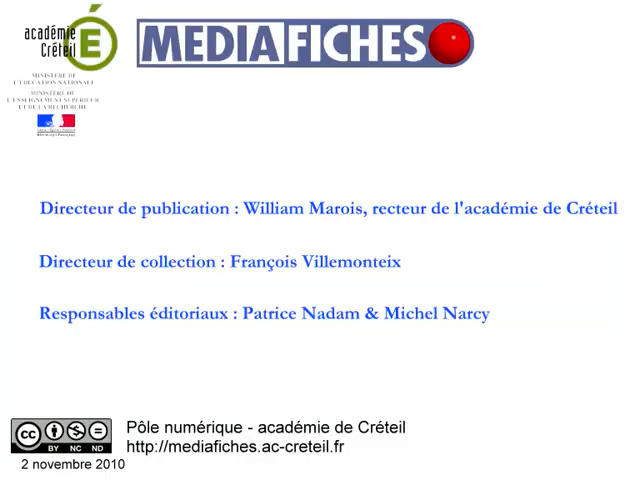 académie
Créteil
MEDIAFICHES
MINISTÈRE DE
L'ÉDUCATION NATIONALE
MINISTÈRE DE
L'ENSEIGNEMENT SUPÉRIEUR
ET DE LA RECHERCHE
Directeur de publication : William Marois, recteur de l'académie de Créteil
Directeur de collection : François Villemonteix
Responsables éditoriaux : Patrice Nadam & Michel Narcy
Pôle numérique - académie de Créteil
http://mediafiches.ac-creteil.fr
cc BY NC ND
2 novembre 2010